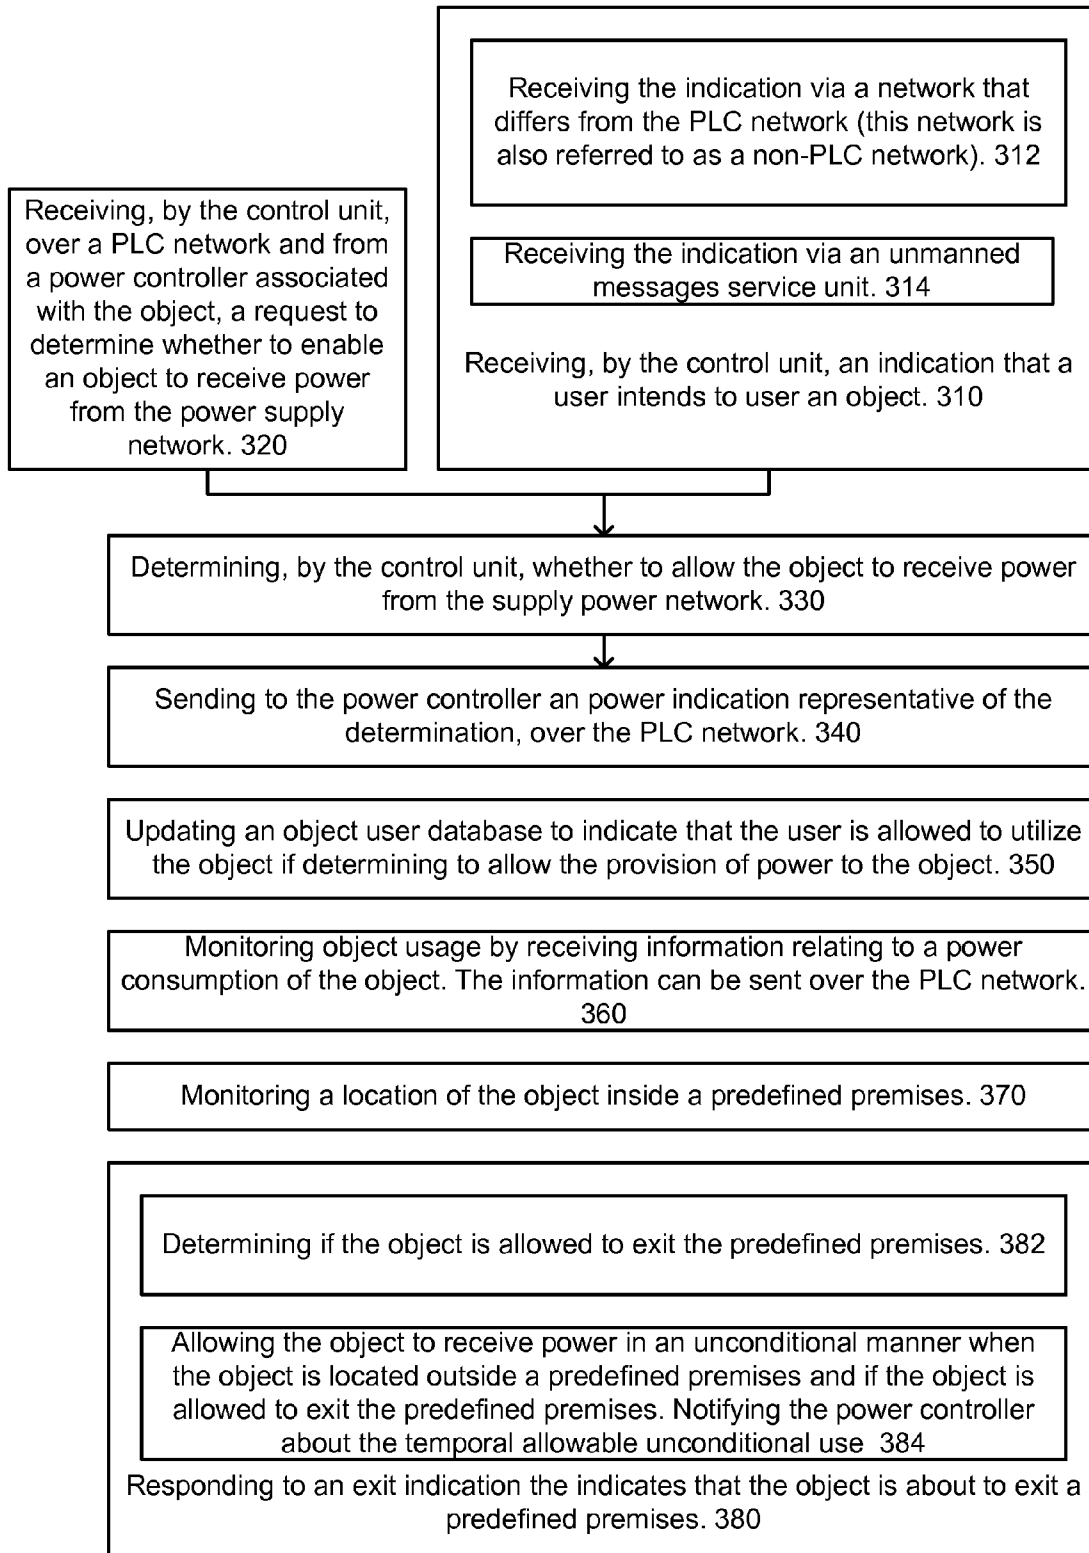 Receiving the indication via a network that
differs from the PLC network (this network is
also referred to as a non-PLC network). 312
Receiving the indication via an unmanned
messages service unit. 314
Receiving, by the control unit, an indication that a
user intends to user an object. 310
Receiving, by the control unit,
over a PLC network and from
a power controller associated
with the object, a request to
determine whether to enable
an object to receive power
from the power supply
network. 320
Determining, by the control unit, whether to allow the object to receive power
from the supply power network. 330
Sending to the power controller an power indication representative of the
determination, over the PLC network. 340
Updating an object user database to indicate that the user is allowed to utilize
the object if determining to allow the provision of power to the object. 350
Monitoring object usage by receiving information relating to a power
consumption of the object. The information can be sent over the PLC network.
360
Monitoring a location of the object inside a predefined premises. 370
Determining if the object is allowed to exit the predefined premises. 382
Allowing the object to receive power in an unconditional manner when
the object is located outside a predefined premises and if the object is
allowed to exit the predefined premises. Notifying the power controller
about the temporal allowable unconditional use 384
Responding to an exit indication the indicates that the object is about to exit a
predefined premises. 380